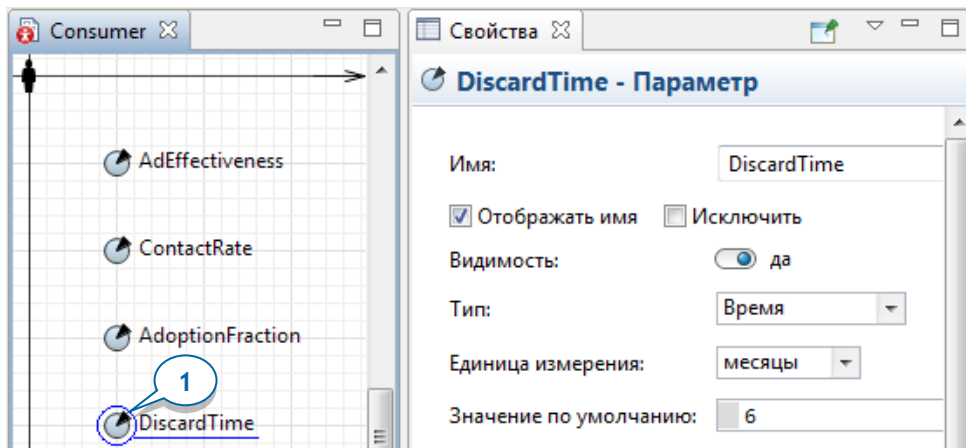 Consumer
AdEffectiveness
ContactRate
AdoptionFraction
1
DiscardTime
Свойства
DiscardTime - Параметр
Имя: DiscardTime
Отображать имя Исключить
Видимость: да
Тип: Время
Единица измерения: месяцы
Значение по умолчанию: 6